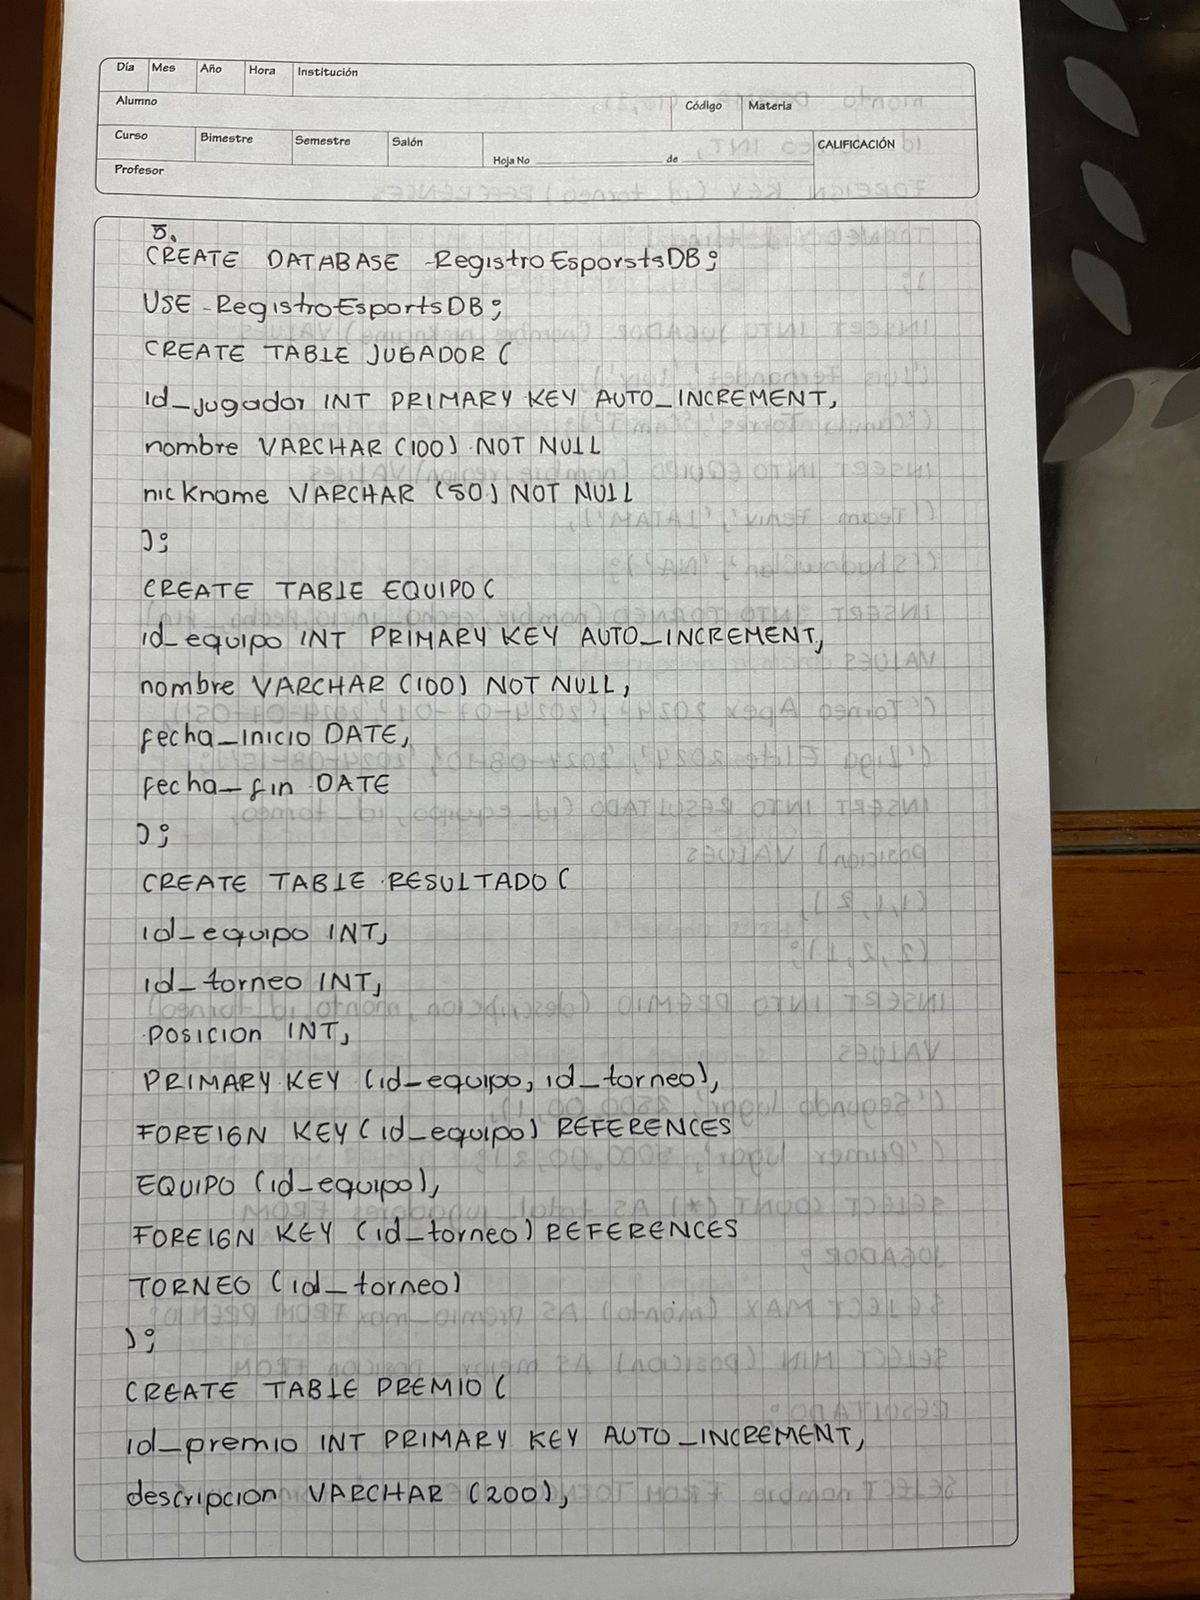 Día Mes Año Hora Institución
Alumno Código Materia
Curso Bimestre Semestre Salón Hoja No de CALIFICACIÓN
Profesor
5.
CREATE DATABASE RegistroEsporstsDB;
USE RegistroEsportsDB;
CREATE TABLE JUGADOR (
id_jugador INT PRIMARY KEY AUTO_INCREMENT,
nombre VARCHAR (100) NOT NULL
nickname VARCHAR (50) NOT NULL
);
CREATE TABLE EQUIPO (
id_equipo INT PRIMARY KEY AUTO_INCREMENT,
nombre VARCHAR (100) NOT NULL,
fecha_inicio DATE,
fecha_fin DATE
);
CREATE TABLE RESULTADO (
id_equipo INT,
id_torneo INT,
posicion INT,
PRIMARY KEY (id_equipo, id_torneo),
FOREIGN KEY (id_equipo) REFERENCES
EQUIPO (id_equipo),
FOREIGN KEY (id_torneo) REFERENCES
TORNEO (id_torneo)
);
CREATE TABLE PREMIO (
id_premio INT PRIMARY KEY AUTO_INCREMENT,
descripcion VARCHAR (200),